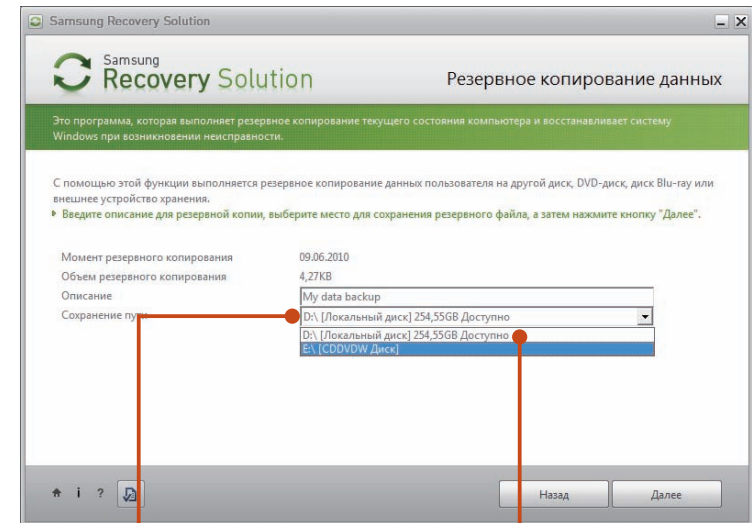 Samsung Recovery Solution
Samsung
Recovery Solution
Резервное копирование данных
Это программа, которая выполняет резервное копирование текущего состояния компьютера и восстанавливает систему
Windows при возникновении неисправности.
С помощью этой функции выполняется резервное копирование данных пользователя на другой диск, DVD-диск, диск Blu-ray или
внешнее устройство хранения.
Введите описание для резервной копии, выберите место для сохранения резервного файла, а затем нажмите кнопку "Далее".
Момент резервного копирования 09.06.2010
Объем резервного копирования 4,27KB
Описание My data backup
Сохранение пути D:\ [Локальный диск] 254,55GB Доступно
D:\ [Локальный диск] 254,55GB Доступно
E:\ [CDDVDW Диск]
i ? Назад Далее